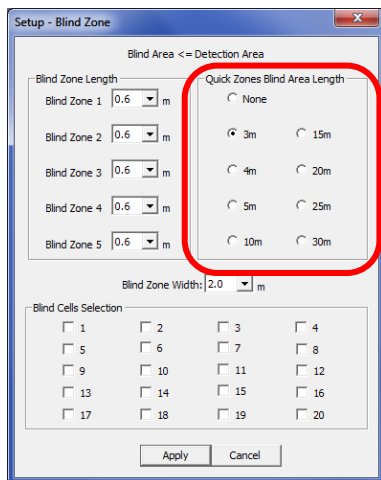 Setup - Blind Zone
Blind Area <= Detection Area
Blind Zone Length
Blind Zone 1 0.6 m
Blind Zone 2 0.6 m
Blind Zone 3 0.6 m
Blind Zone 4 0.6 m
Blind Zone 5 0.6 m
Quick Zones Blind Area Length
None
3m 15m
4m 20m
5m 25m
10m 30m
Blind Zone Width: 2.0 m
Blind Cells Selection
1 2 3 4
5 6 7 8
9 10 11 12
13 14 15 16
17 18 19 20
Apply Cancel